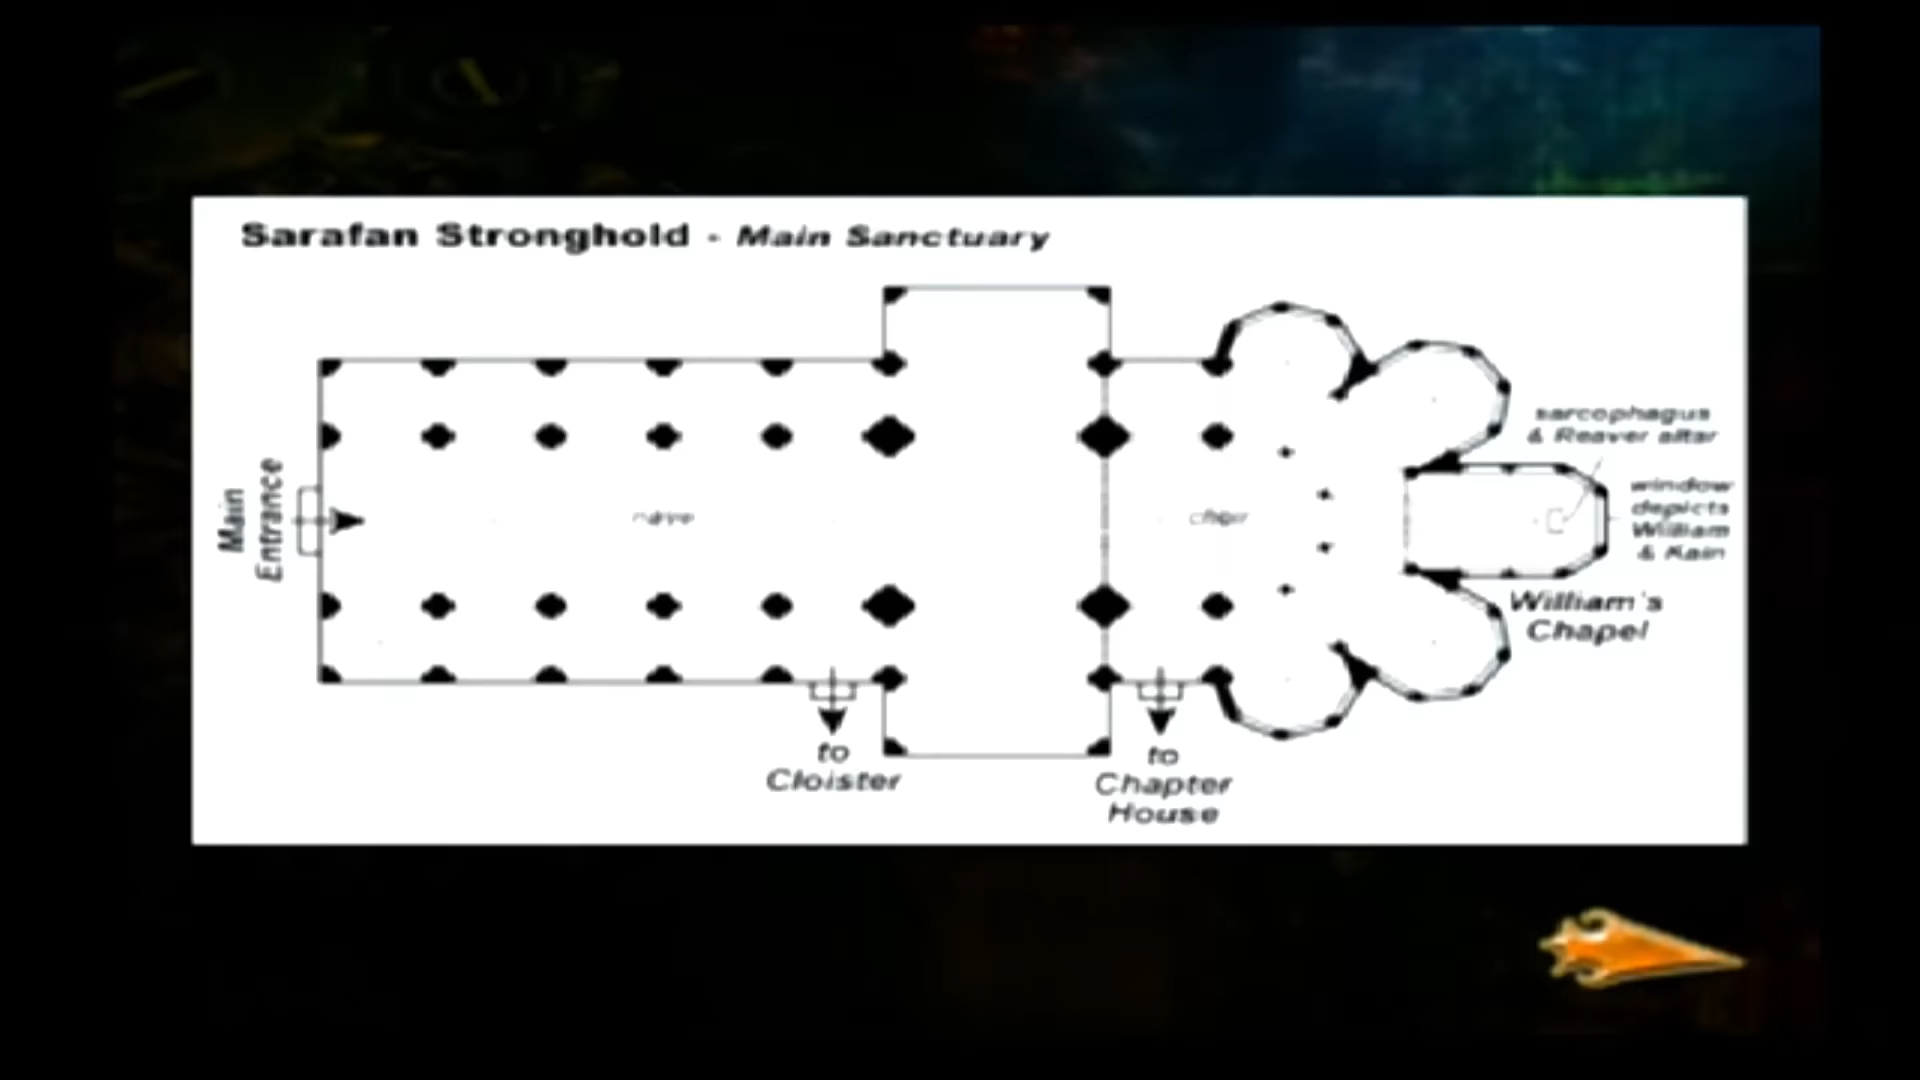 Sarafan Stronghold - Main Sanctuary
sarcophagus
& Reaver altar
Main
Entrance
nave
choir
window
depicts
William
& Kain
William's
Chapel
to
Cloister
to
Chapter
House